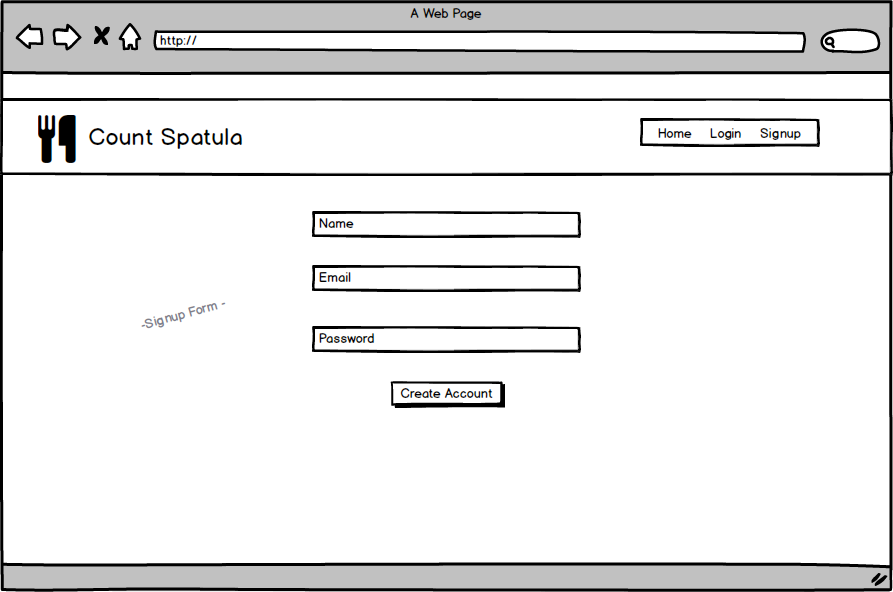 A Web Page
http://
Count Spatula
Home Login Signup
Name
Email
-Signup Form -
Password
Create Account